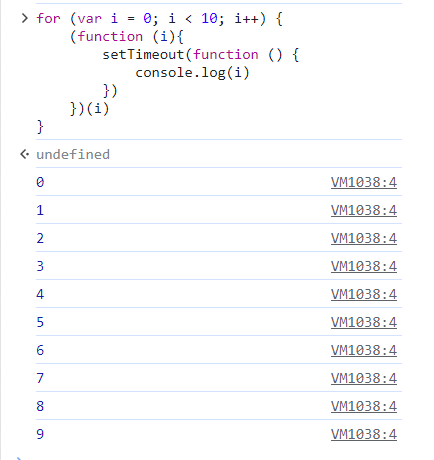 for (var i = 0; i < 10; i++) {
    (function (i){
        setTimeout(function () {
            console.log(i)
        })
    })(i)
}
undefined
0 VM1038:4
1 VM1038:4
2 VM1038:4
3 VM1038:4
4 VM1038:4
5 VM1038:4
6 VM1038:4
7 VM1038:4
8 VM1038:4
9 VM1038:4